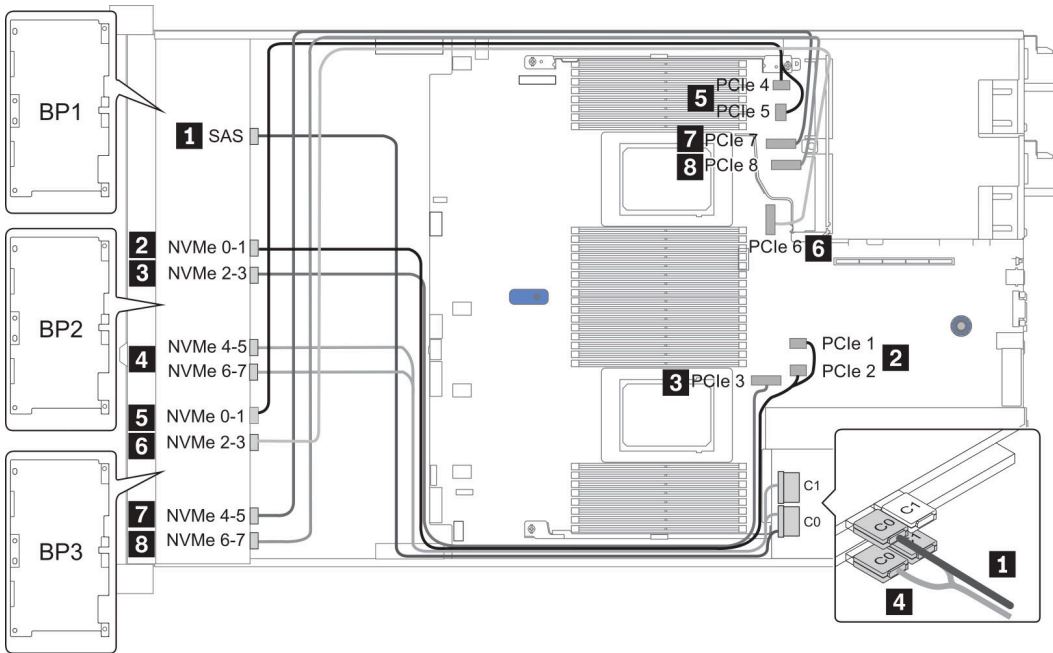 BP1
1 SAS
2 NVMe 0-1
3 NVMe 2-3
BP2
4 NVMe 4-5
NVMe 6-7
5 NVMe 0-1
6 NVMe 2-3
BP3
7 NVMe 4-5
8 NVMe 6-7
PCIe 4
5 PCIe 5
7 PCIe 7
8 PCIe 8
PCIe 6 6
PCIe 1
PCIe 2 2
3 PCIe 3
C1
C0
C1
C0
C0
1
4